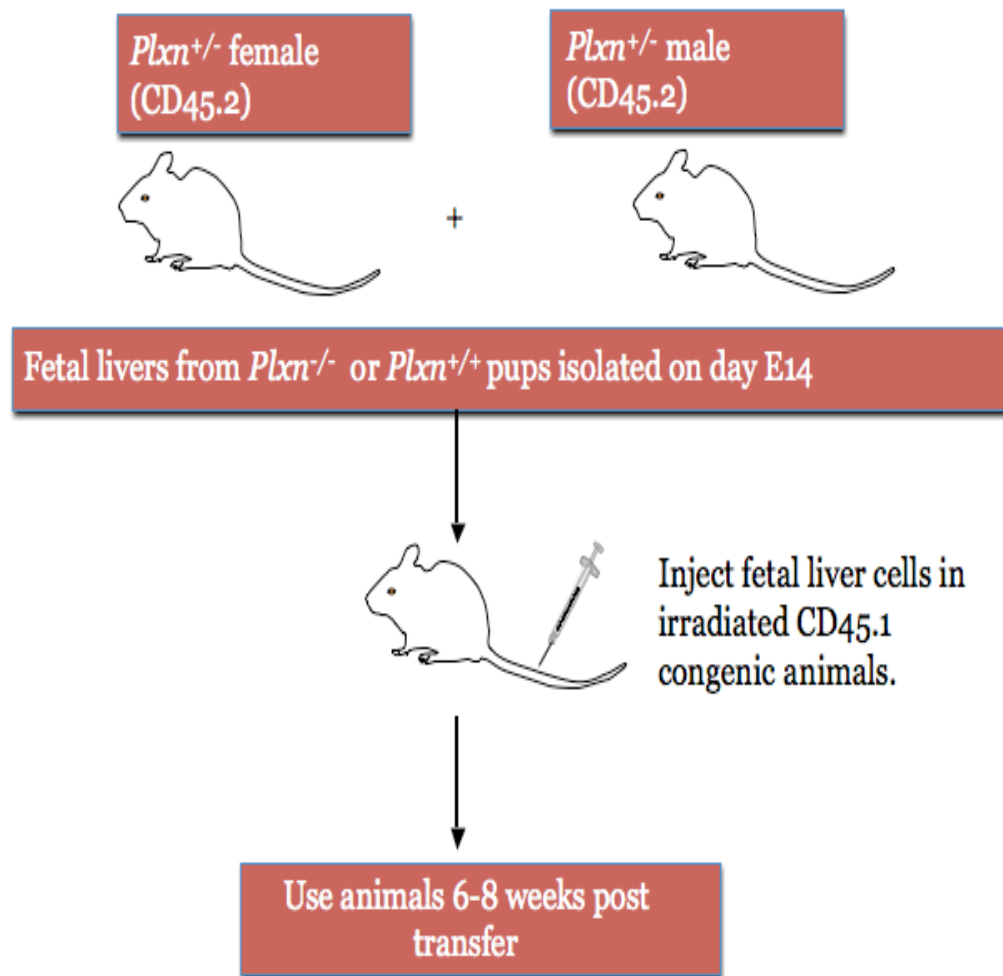 Plxn+/- female
(CD45.2)
Plxn+/- male
(CD45.2)
+
Fetal livers from Plxn-/- or Plxn+/+ pups isolated on day E14
Inject fetal liver cells in
irradiated CD45.1
congenic animals.
Use animals 6-8 weeks post
transfer